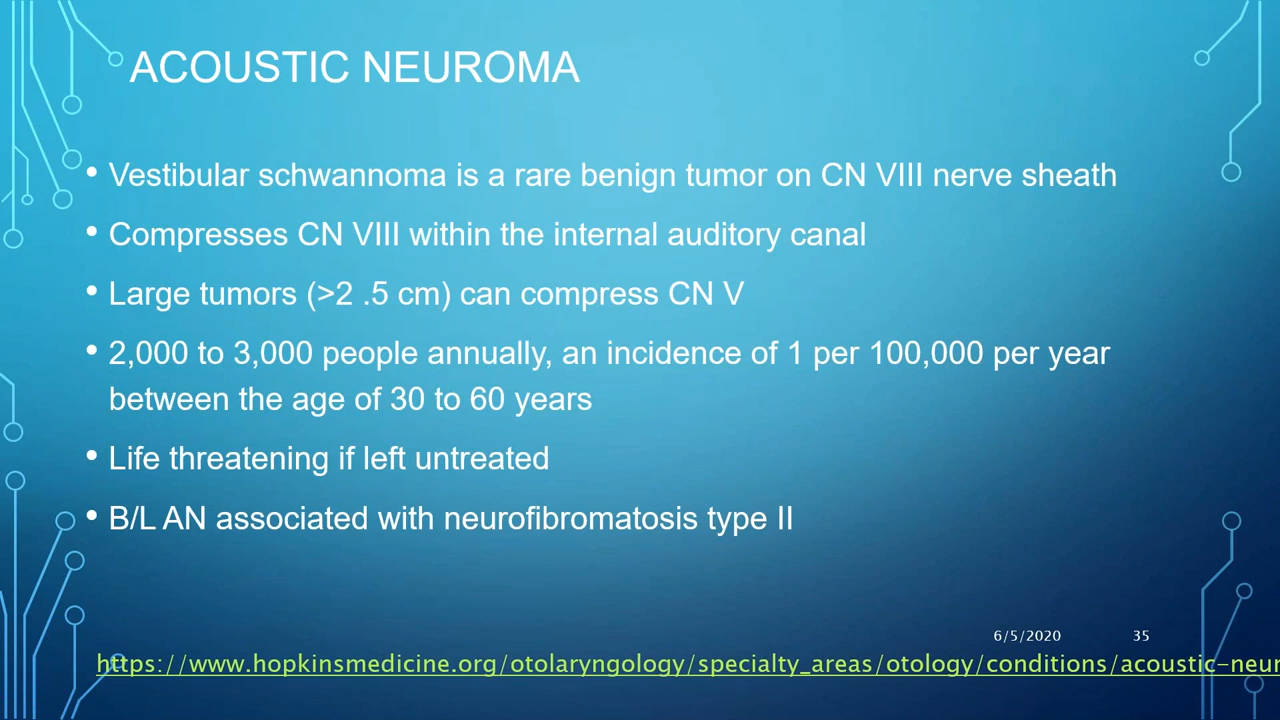 ACOUSTIC NEUROMA
• Vestibular schwannoma is a rare benign tumor on CN VIII nerve sheath
• Compresses CN VIII within the internal auditory canal
• Large tumors (>2 .5 cm) can compress CN V
• 2,000 to 3,000 people annually, an incidence of 1 per 100,000 per year
between the age of 30 to 60 years
• Life threatening if left untreated
• B/L AN associated with neurofibromatosis type II
6/5/2020 35
https://www.hopkinsmedicine.org/otolaryngology/specialty_areas/otology/conditions/acoustic-neur